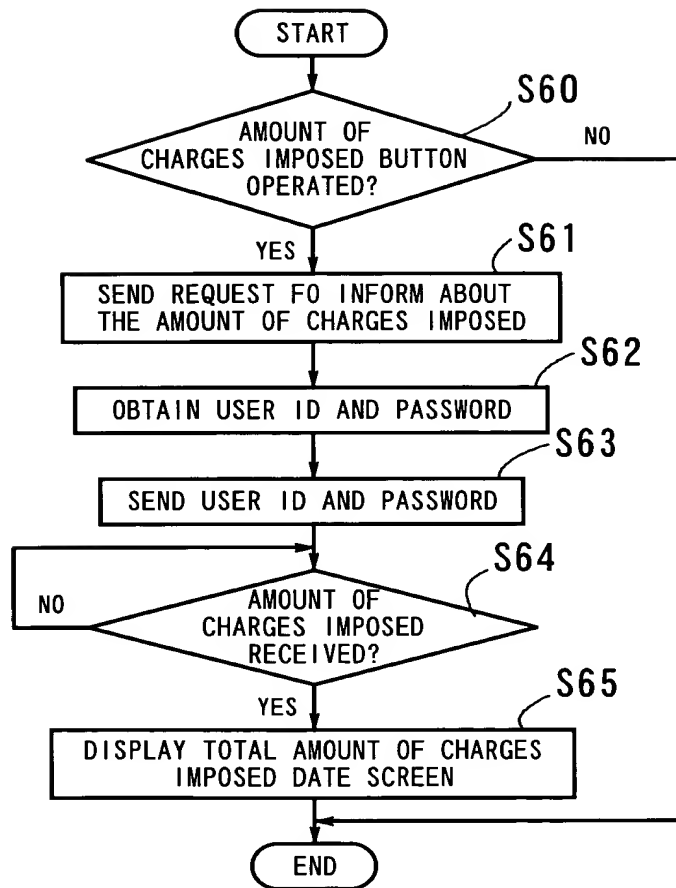 START
S60
AMOUNT OF
CHARGES IMPOSED BUTTON
OPERATED?
NO
YES
S61
SEND REQUEST FO INFORM ABOUT
THE AMOUNT OF CHARGES IMPOSED
S62
OBTAIN USER ID AND PASSWORD
S63
SEND USER ID AND PASSWORD
S64
AMOUNT OF
CHARGES IMPOSED
RECEIVED?
NO
YES
S65
DISPLAY TOTAL AMOUNT OF CHARGES
IMPOSED DATE SCREEN
END